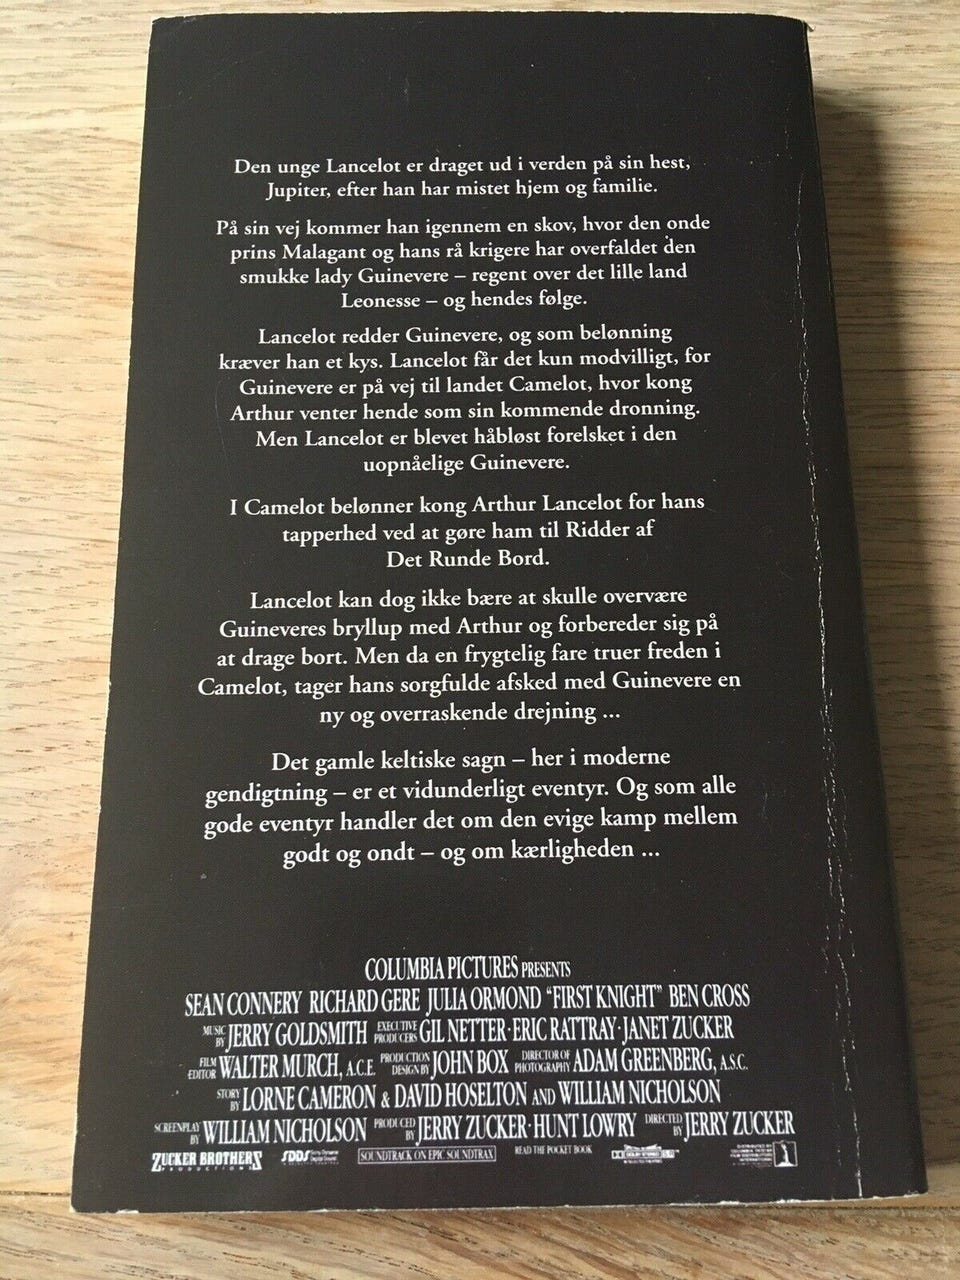 Den unge Lancelot er draget ud i verden på sin hest,
Jupiter, efter han har mistet hjem og familie.
På sin vej kommer han igennem en skov, hvor den onde
prins Malagant og hans rå krigere har overfaldet den
smukke lady Guinevere – regent over det lille land
Leonesse – og hendes følge.
Lancelot redder Guinevere, og som belønning
kræver han et kys. Lancelot får det kun modvilligt, for
Guinevere er på vej til landet Camelot, hvor kong
Arthur venter hende som sin kommende dronning.
Men Lancelot er blevet håbløst forelsket i den
uopnåelige Guinevere.
I Camelot belønner kong Arthur Lancelot for hans
tapperhed ved at gøre ham til Ridder af
Det Runde Bord.
Lancelot kan dog ikke bære at skulle overvære
Guineveres bryllup med Arthur og forbereder sig på
at drage bort. Men da en frygtelig fare truer freden i
Camelot, tager hans sorgfulde afsked med Guinevere en
ny og overraskende drejning ...
Det gamle keltiske sagn – her i moderne
gendigtning – er et vidunderligt eventyr. Og som alle
gode eventyr handler det om den evige kamp mellem
godt og ondt – og om kærligheden ...
COLUMBIA PICTURES PRESENTS
SEAN CONNERY RICHARD GERE JULIA ORMOND "FIRST KNIGHT" BEN CROSS
MUSIC BY JERRY GOLDSMITH EXECUTIVE PRODUCERS GIL NETTER · ERIC RATTRAY · JANET ZUCKER
FILM EDITOR WALTER MURCH, A.C.E. PRODUCTION DESIGN BY JOHN BOX DIRECTOR OF PHOTOGRAPHY ADAM GREENBERG, A.S.C.
STORY BY LORNE CAMERON & DAVID HOSELTON AND WILLIAM NICHOLSON
SCREENPLAY BY WILLIAM NICHOLSON PRODUCED BY JERRY ZUCKER · HUNT LOWRY DIRECTED BY JERRY ZUCKER
ZUCKER BROTHERS PRODUCTIONS SDDS SOUNDTRACK ON EPIC SOUNDTRAX READ THE POCKET BOOK DOLBY STEREO